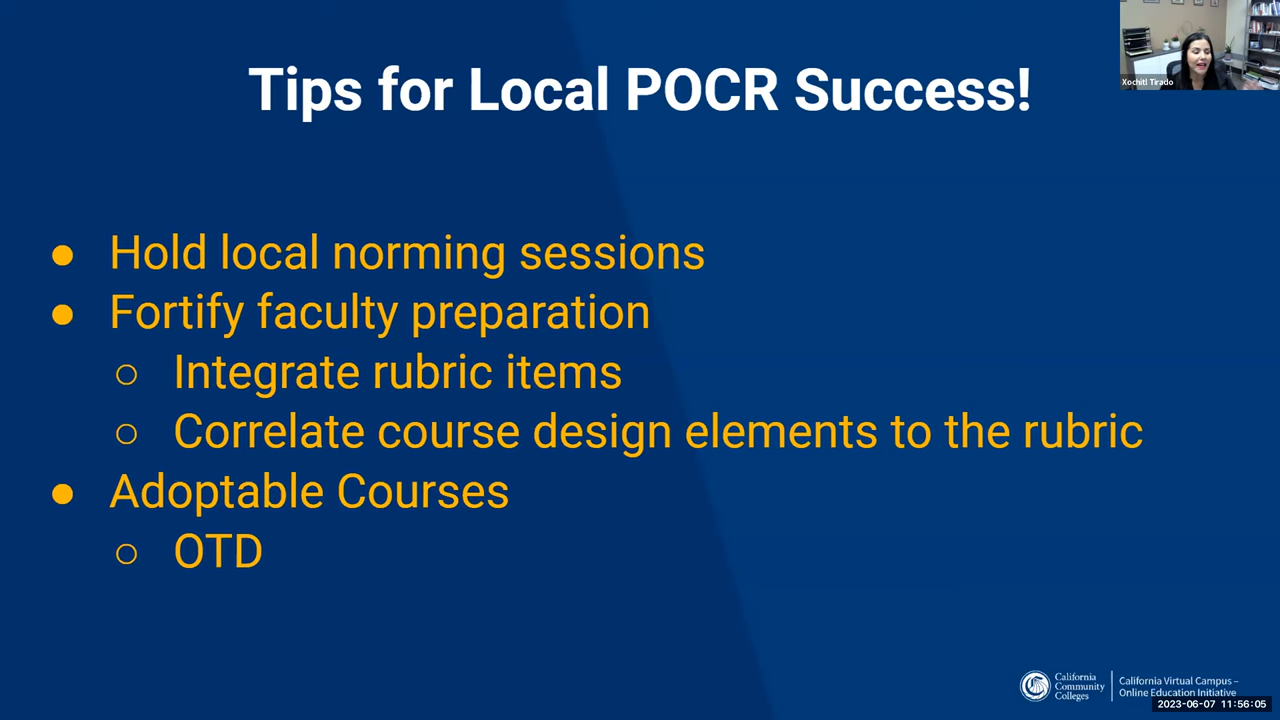 Xochitl Tirado
Tips for Local POCR Success!
● Hold local norming sessions
● Fortify faculty preparation
○ Integrate rubric items
○ Correlate course design elements to the rubric
● Adoptable Courses
○ OTD
California
Community
Colleges
California Virtual Campus –
Online Education Initiative
2023-06-07 11:56:05